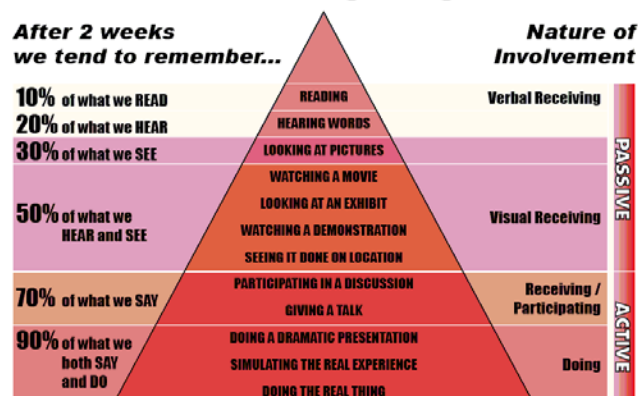 After 2 weeks
we tend to remember...
Nature of
Involvement
10% of what we READ
READING
Verbal Receiving
20% of what we HEAR
HEARING WORDS
30% of what we SEE
LOOKING AT PICTURES
PASSIVE
50% of what we
HEAR and SEE
WATCHING A MOVIE
LOOKING AT AN EXHIBIT
WATCHING A DEMONSTRATION
SEEING IT DONE ON LOCATION
Visual Receiving
70% of what we SAY
PARTICIPATING IN A DISCUSSION
GIVING A TALK
Receiving /
Participating
ACTIVE
90% of what we
both SAY
and DO
DOING A DRAMATIC PRESENTATION
SIMULATING THE REAL EXPERIENCE
DOING THE REAL THING
Doing